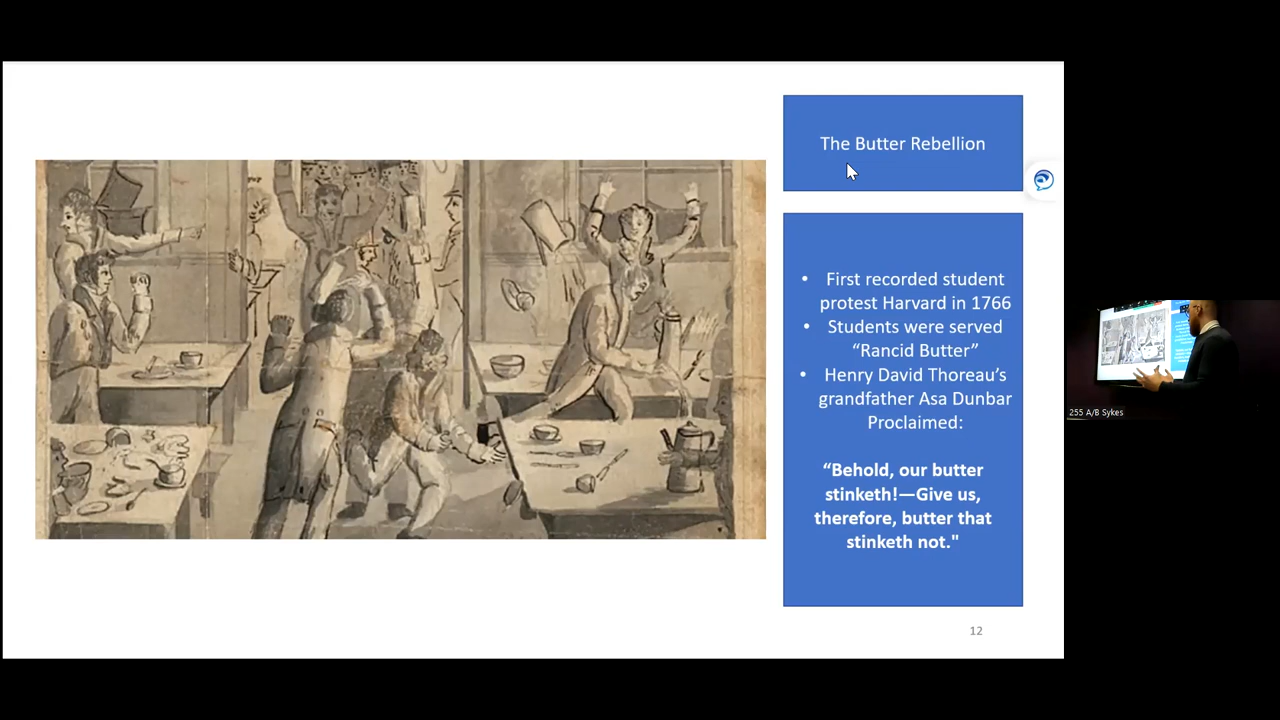 The Butter Rebellion
• First recorded student
protest Harvard in 1766
• Students were served
“Rancid Butter”
• Henry David Thoreau’s
grandfather Asa Dunbar
Proclaimed:
“Behold, our butter
stinketh!—Give us,
therefore, butter that
stinketh not."
12
255 A/B Sykes